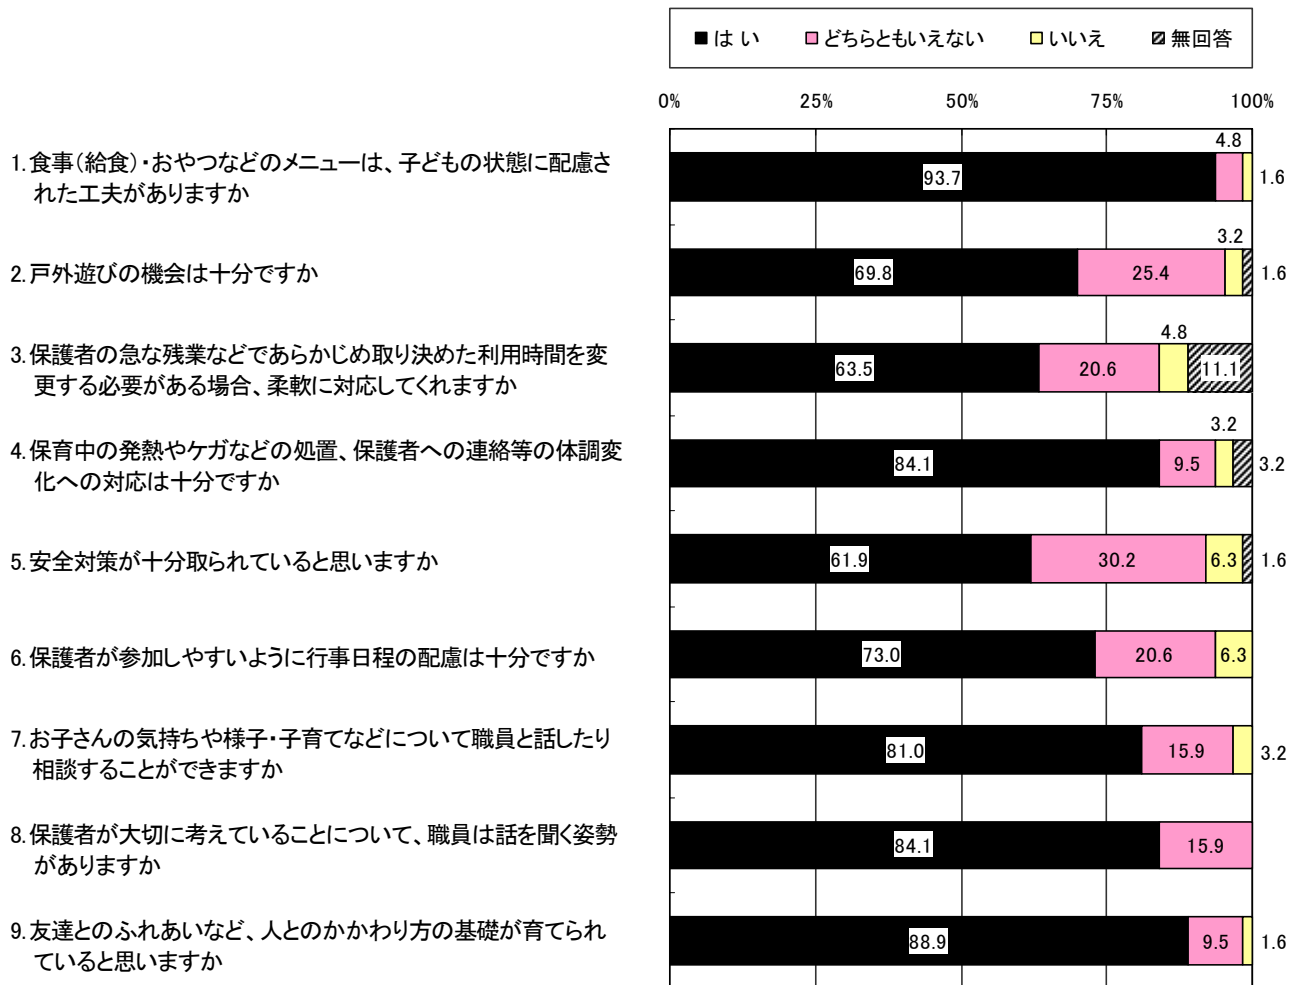 ■はい □どちらともいえない □いいえ 無回答
0% 25% 50% 75% 100%
4.8
1.食事(給食)・おやつなどのメニューは、子どもの状態に配慮さ
れた工夫がありますか
93.7 1.6
3.2
2.戸外遊びの機会は十分ですか
69.8 25.4 1.6
4.8
3.保護者の急な残業などであらかじめ取り決めた利用時間を変
更する必要がある場合、柔軟に対応してくれますか
63.5 20.6 11.1
3.2
4.保育中の発熱やケガなどの処置、保護者への連絡等の体調変
化への対応は十分ですか
84.1 9.5 3.2
5.安全対策が十分取られていると思いますか
61.9 30.2 6.3 1.6
6.保護者が参加しやすいように行事日程の配慮は十分ですか
73.0 20.6 6.3
7.お子さんの気持ちや様子・子育てなどについて職員と話したり
相談することができますか
81.0 15.9 3.2
8.保護者が大切に考えていることについて、職員は話を聞く姿勢
がありますか
84.1 15.9
9.友達とのふれあいなど、人とのかかわり方の基礎が育てられ
ていると思いますか
88.9 9.5 1.6